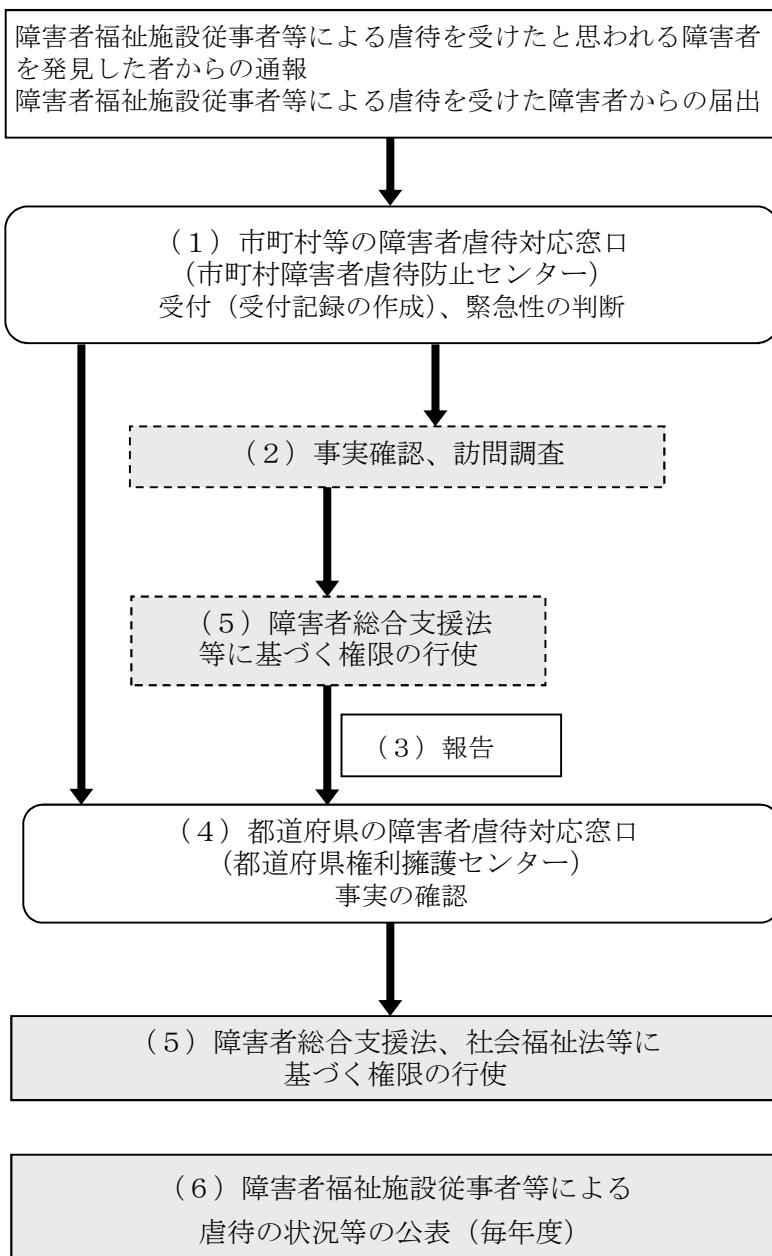 障害者福祉施設従事者等による虐待を受けたと思われる障害者
を発見した者からの通報
障害者福祉施設従事者等による虐待を受けた障害者からの届出
（１）市町村等の障害者虐待対応窓口
（市町村障害者虐待防止センター）
受付（受付記録の作成）、緊急性の判断
（２）事実確認、訪問調査
（５）障害者総合支援法
等に基づく権限の行使
（３）報告
（４）都道府県の障害者虐待対応窓口
（都道府県権利擁護センター）
事実の確認
（５）障害者総合支援法、社会福祉法等に
基づく権限の行使
（６）障害者福祉施設従事者等による
虐待の状況等の公表（毎年度）